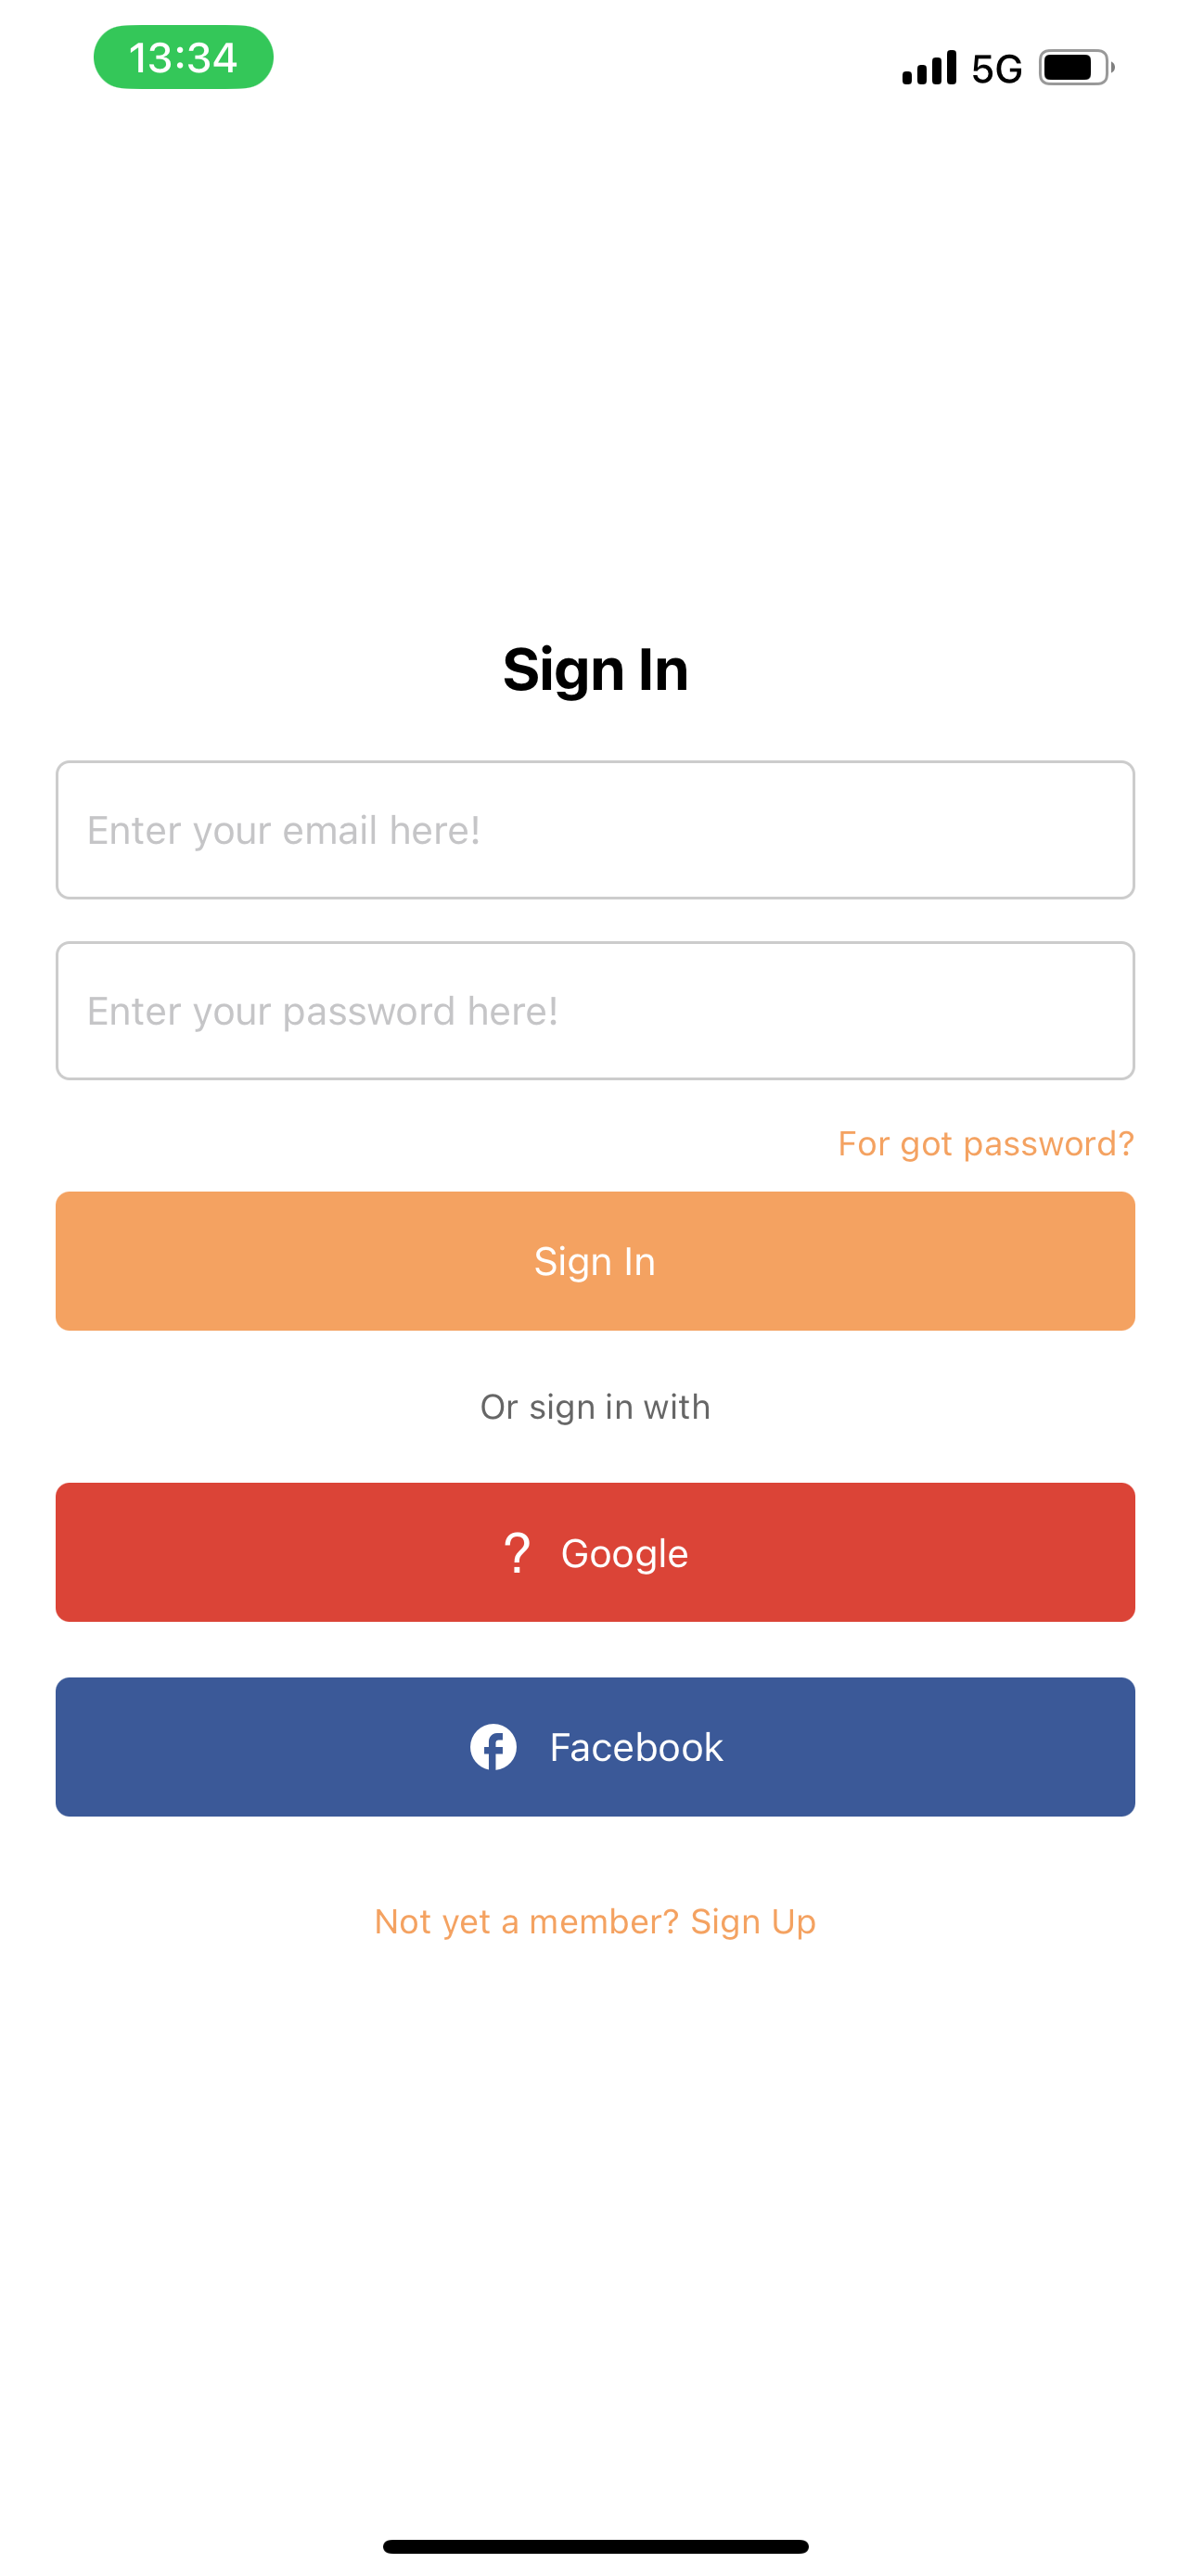 13:34
5G
Sign In
Enter your email here!
Enter your password here!
For got password?
Sign In
Or sign in with
? Google
Facebook
Not yet a member? Sign Up